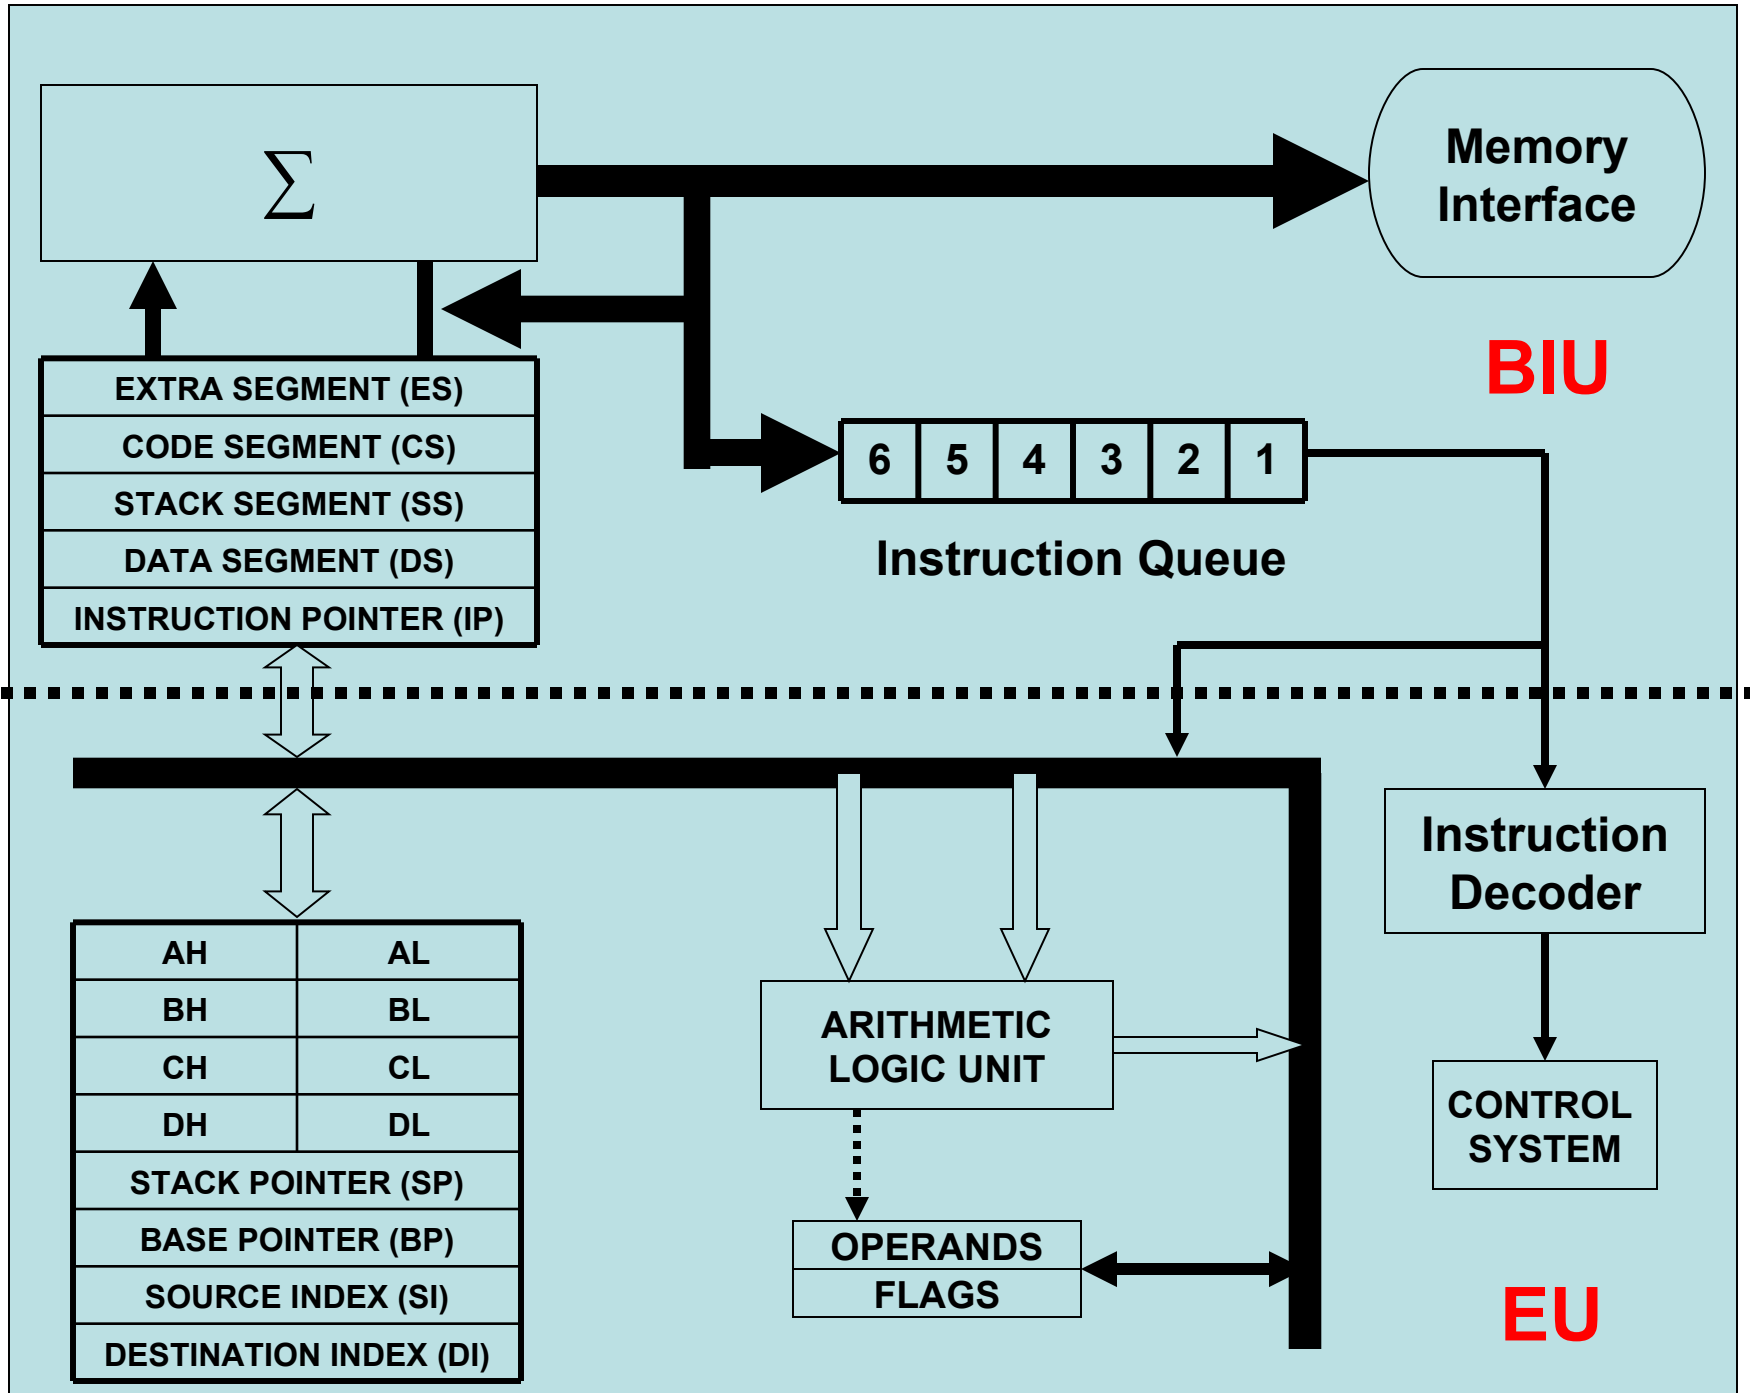 ∑
Memory
Interface
BIU
EXTRA SEGMENT (ES)
CODE SEGMENT (CS)
STACK SEGMENT (SS)
DATA SEGMENT (DS)
INSTRUCTION POINTER (IP)
6 5 4 3 2 1
Instruction Queue
Instruction
Decoder
AH AL
BH BL
CH CL
DH DL
STACK POINTER (SP)
BASE POINTER (BP)
SOURCE INDEX (SI)
DESTINATION INDEX (DI)
ARITHMETIC
LOGIC UNIT
OPERANDS
FLAGS
CONTROL
SYSTEM
EU